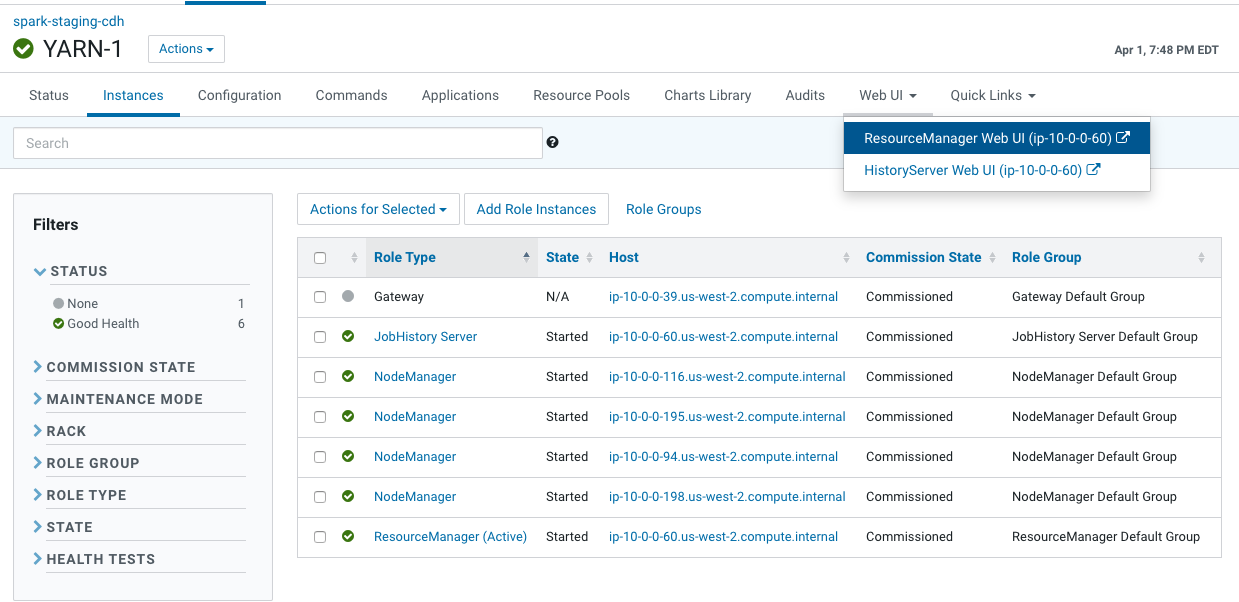 spark-staging-cdh
YARN-1
Actions
Apr 1, 7:48 PM EDT
Status Instances Configuration Commands Applications Resource Pools Charts Library Audits Web UI Quick Links
ResourceManager Web UI (ip-10-0-0-60)
HistoryServer Web UI (ip-10-0-0-60)
Search
?
Filters
STATUS
None 1
Good Health 6
COMMISSION STATE
MAINTENANCE MODE
RACK
ROLE GROUP
ROLE TYPE
STATE
HEALTH TESTS
Actions for Selected Add Role Instances Role Groups
Role Type State Host Commission State Role Group
Gateway N/A ip-10-0-0-39.us-west-2.compute.internal Commissioned Gateway Default Group
JobHistory Server Started ip-10-0-0-60.us-west-2.compute.internal Commissioned JobHistory Server Default Group
NodeManager Started ip-10-0-0-116.us-west-2.compute.internal Commissioned NodeManager Default Group
NodeManager Started ip-10-0-0-195.us-west-2.compute.internal Commissioned NodeManager Default Group
NodeManager Started ip-10-0-0-94.us-west-2.compute.internal Commissioned NodeManager Default Group
NodeManager Started ip-10-0-0-198.us-west-2.compute.internal Commissioned NodeManager Default Group
ResourceManager (Active) Started ip-10-0-0-60.us-west-2.compute.internal Commissioned ResourceManager Default Group